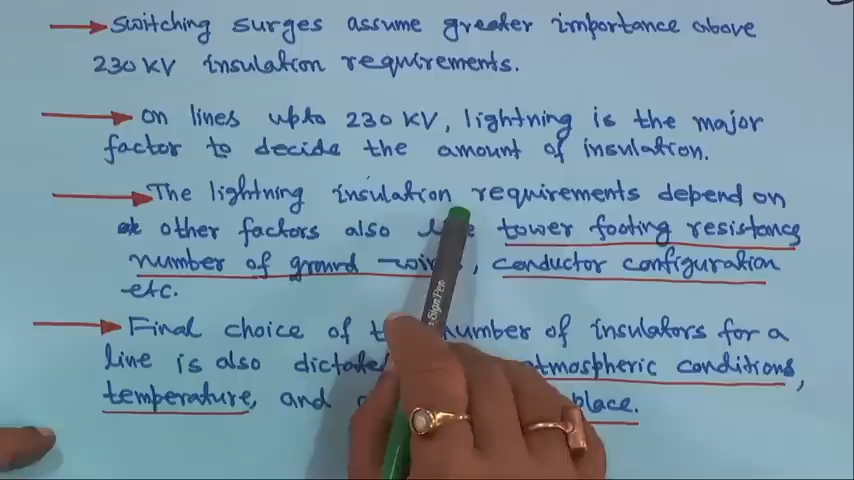 switching surges assume greater importance above
230 KV insulation requirements.
on lines upto 230 KV, lightning is the major
factor to decide the amount of insulation.
The lightning insulation requirements depend on
other factors also tower footing resistance
number of ground , conductor configuration
etc.
Final choice of number of insulators for a
line is also atmospheric conditions,
temperature, and place.
SignPen